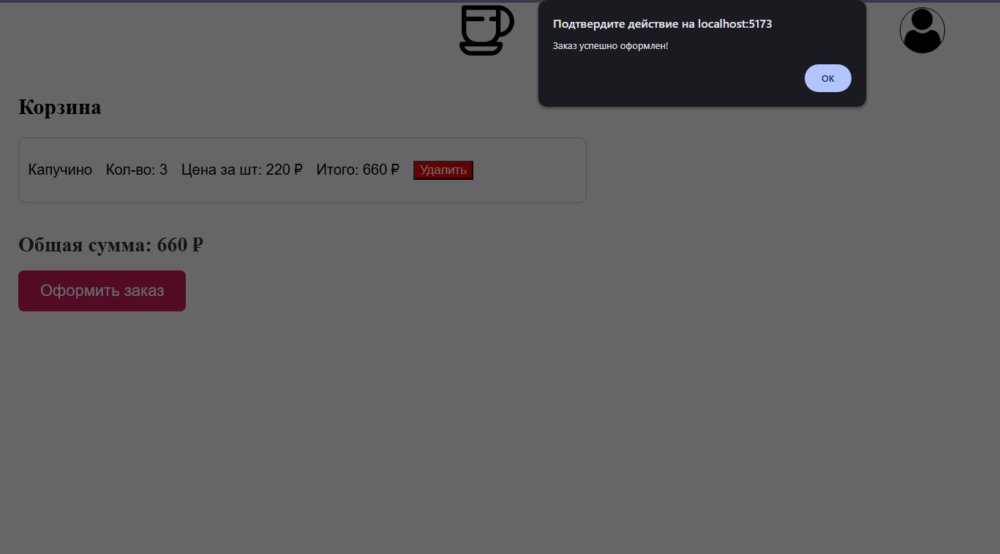 Подтвердите действие на localhost:5173
Заказ успешно оформлен!
ОК
Корзина
Капучино Кол-во: 3 Цена за шт: 220 ₽ Итого: 660 ₽ Удалить
Общая сумма: 660 ₽
Оформить заказ